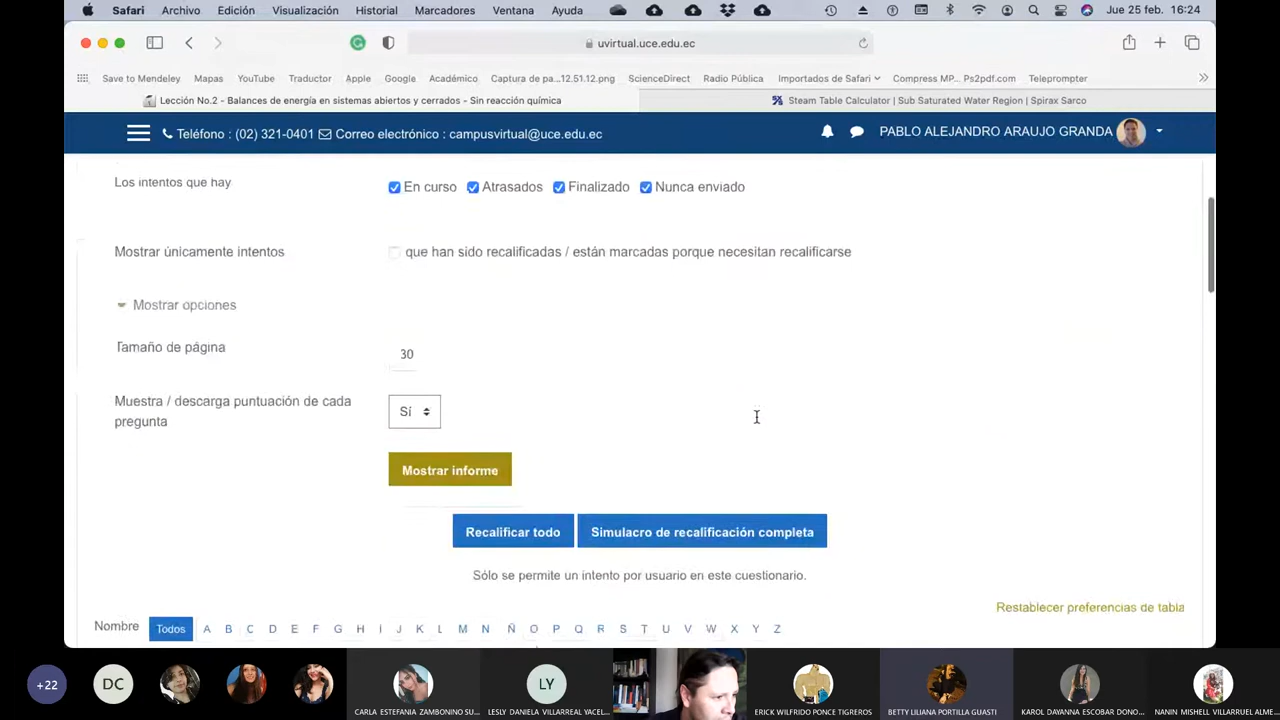 Safari Archivo Edición Visualización Historial Marcadores Ventana Ayuda Jue 25 feb. 16:24
uvirtual.uce.edu.ec
Save to Mendeley Mapas YouTube Traductor Apple Google Académico Captura de pa...12.51.12.png ScienceDirect Radio Pública Importados de Safari Compress MP... Ps2pdf.com Teleprompter
Lección No.2 - Balances de energía en sistemas abiertos y cerrados - Sin reacción química Steam Table Calculator | Sub Saturated Water Region | Spirax Sarco
Teléfono : (02) 321-0401 Correo electrónico : campusvirtual@uce.edu.ec PABLO ALEJANDRO ARAUJO GRANDA
Los intentos que hay En curso Atrasados Finalizado Nunca enviado
Mostrar únicamente intentos que han sido recalificadas / están marcadas porque necesitan recalificarse
Mostrar opciones
Tamaño de página 30
Muestra / descarga puntuación de cada
pregunta
Sí
Mostrar informe
Recalificar todo Simulacro de recalificación completa
Sólo se permite un intento por usuario en este cuestionario.
Restablecer preferencias de tabla
Nombre Todos A B C D E F G H I J K L M N Ñ O P Q R S T U V W X Y Z
+22 DC LY
CARLA ESTEFANIA ZAMBONINO SU... LESLY DANIELA VILLARREAL YACEL... ERICK WILFRIDO PONCE TIGREROS BETTY LILIANA PORTILLA GUASTI KAROL DAYANNA ESCOBAR DONO... NANIN MISHELL VILLARRUEL ALME...